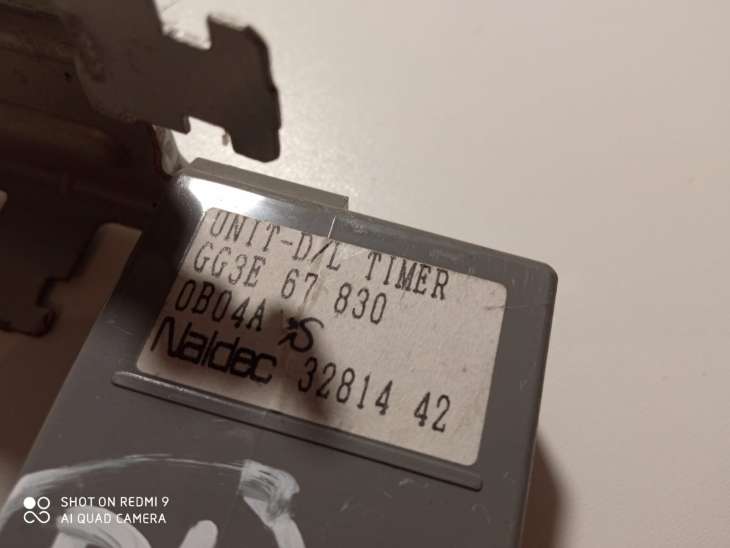 UNIT-D/L TIMER
GG3E 67 830
0B04A S
Naldec 32814 42
SHOT ON REDMI 9
AI QUAD CAMERA